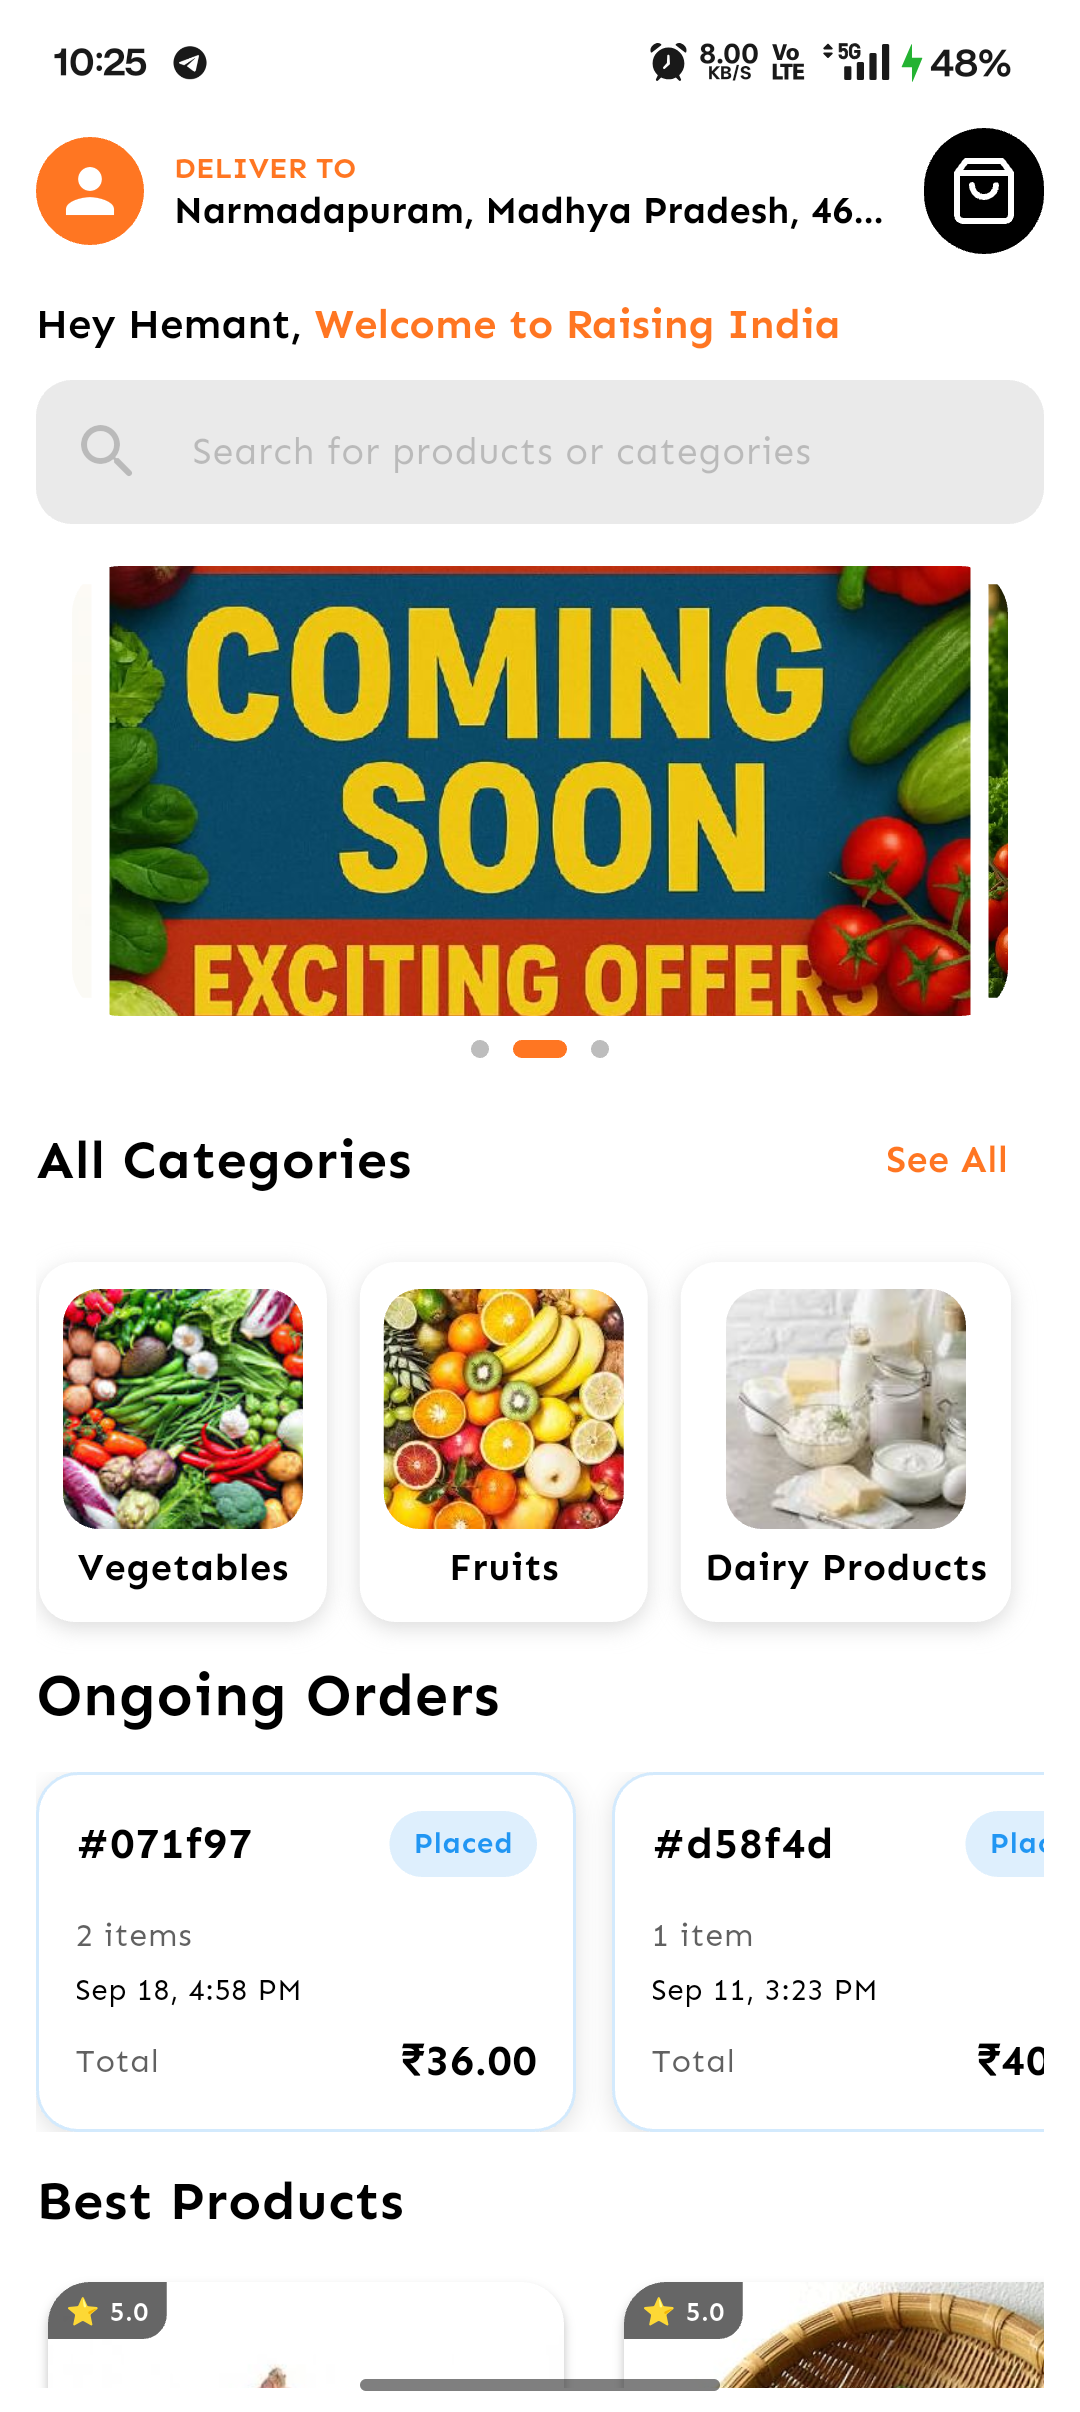 10:25
8.00 KB/S Vo LTE 5G 48%
DELIVER TO
Narmadapuram, Madhya Pradesh, 46...
Hey Hemant, Welcome to Raising India
Search for products or categories
COMING
SOON
EXCITING OFFERS
All Categories
See All
Vegetables
Fruits
Dairy Products
Ongoing Orders
#071f97
Placed
2 items
Sep 18, 4:58 PM
Total
₹36.00
#d58f4d
Plac
1 item
Sep 11, 3:23 PM
Total
₹40
Best Products
5.0
5.0